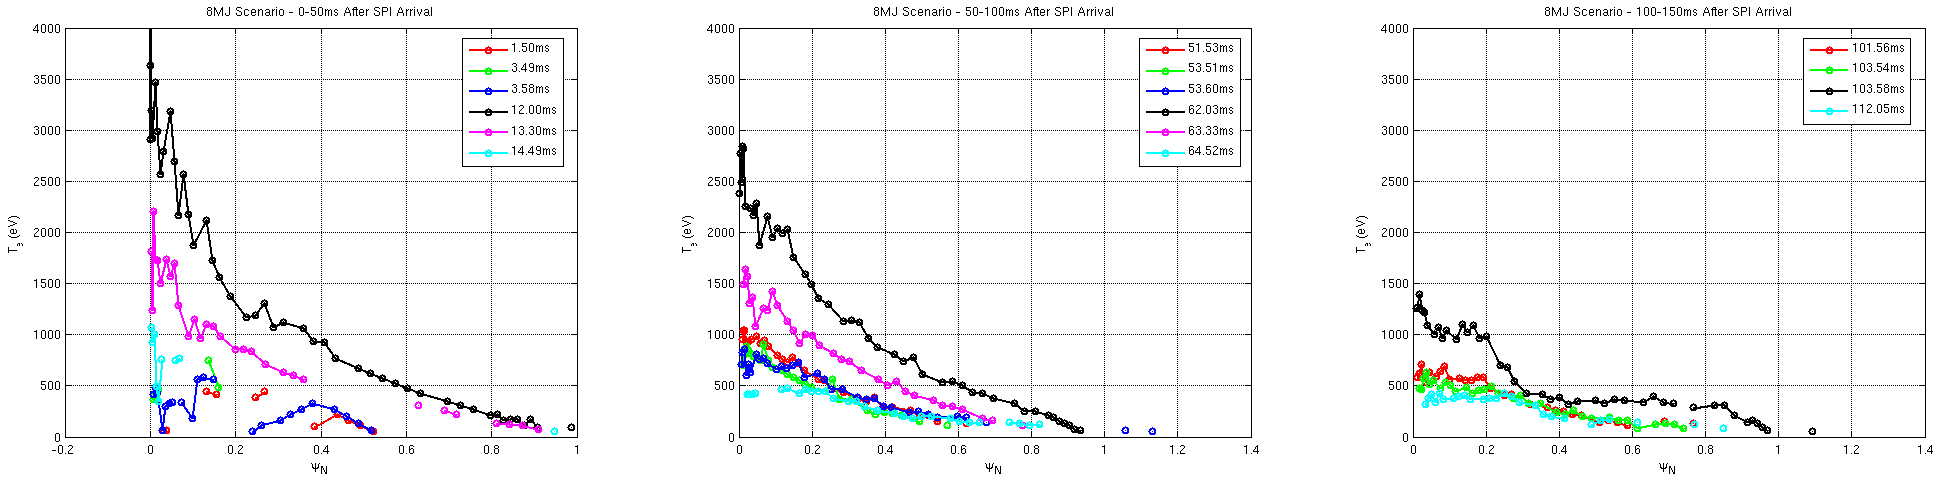 8MJ Scenario - 0-50ms After SPI Arrival
4000
3500
3000
2500
2000
1500
1000
500
0
-0.2
0
0.2
0.4
0.6
0.8
1
T_e (eV)
Ψ_N
1.50ms
3.49ms
3.58ms
12.00ms
13.30ms
14.49ms
8MJ Scenario - 50-100ms After SPI Arrival
4000
3500
3000
2500
2000
1500
1000
500
0
0
0.2
0.4
0.6
0.8
1
1.2
1.4
T_e (eV)
Ψ_N
51.53ms
53.51ms
53.60ms
62.03ms
63.33ms
64.52ms
8MJ Scenario - 100-150ms After SPI Arrival
4000
3500
3000
2500
2000
1500
1000
500
0
0
0.2
0.4
0.6
0.8
1
1.2
1.4
T_e (eV)
Ψ_N
101.56ms
103.54ms
103.58ms
112.05ms